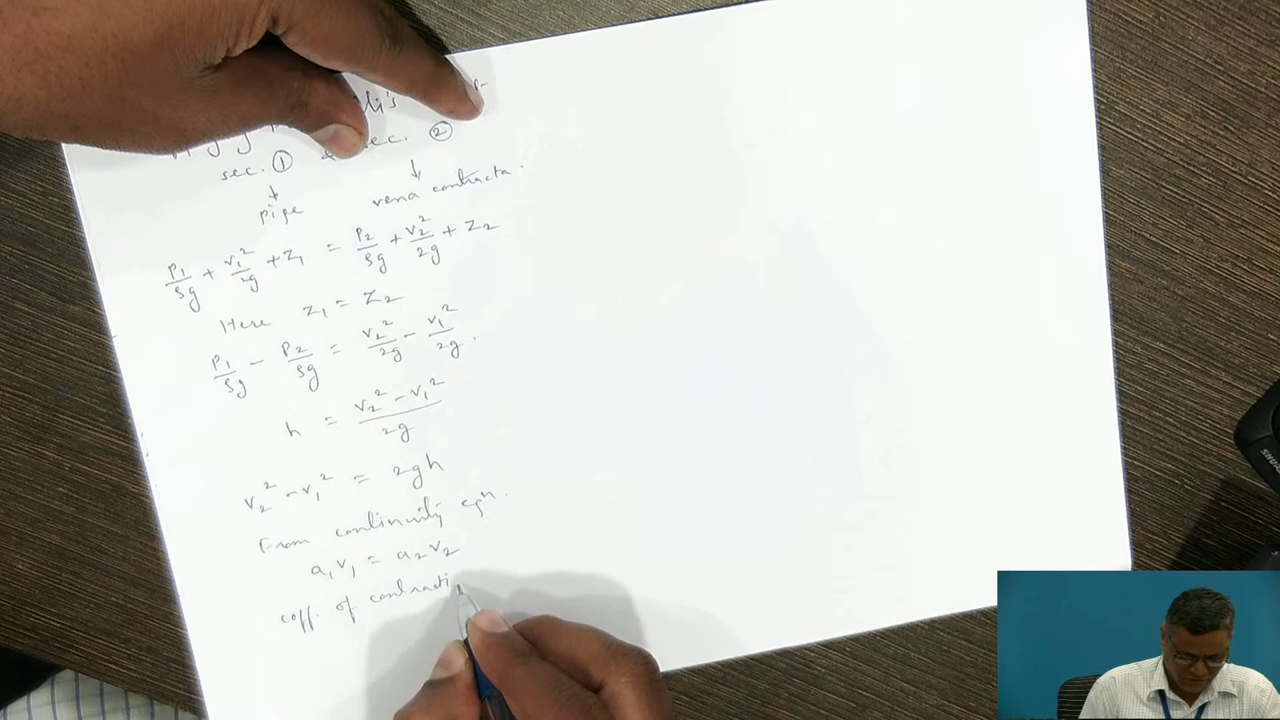 sec. ① & sec. ②
↓ ↓
pipe vena contracta.
P₁/ρg + v₁²/2g + Z₁ = P₂/ρg + v₂²/2g + Z₂
Here Z₁ = Z₂
P₁/ρg − P₂/ρg = v₂²/2g − v₁²/2g.
h = (v₂² − v₁²)/2g
v₂² − v₁² = 2gh
From continuity eqⁿ.
a₁v₁ = a₂v₂
coff. of contracti